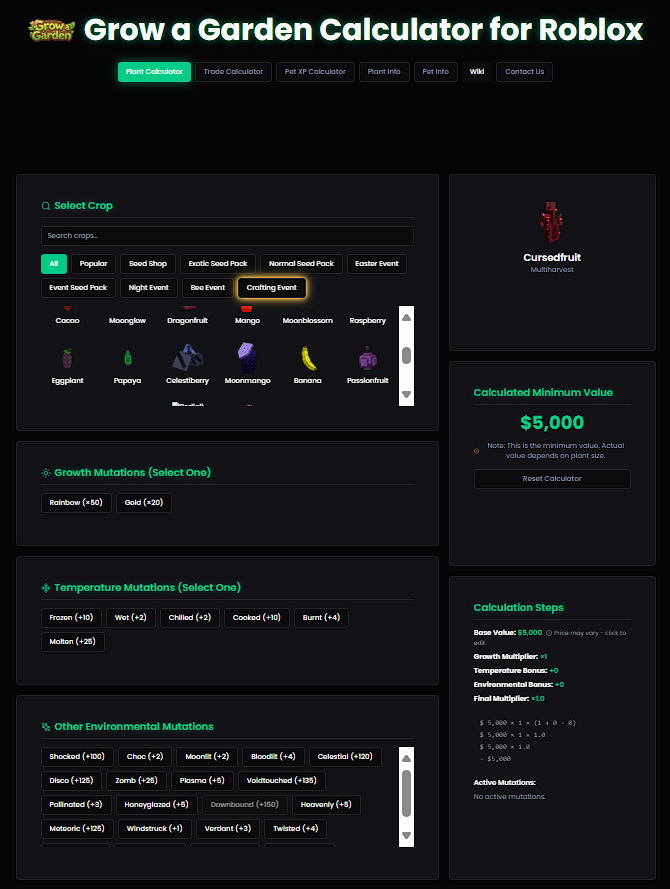 Grow a Garden
Grow a Garden Calculator for Roblox
Plant Calculator Trade Calculator Pet XP Calculator Plant Info Pet Info Wiki Contact Us
Select Crop
Search crops...
All Popular Seed Shop Exotic Seed Pack Normal Seed Pack Easter Event
Event Seed Pack Night Event Bee Event Crafting Event
Cacao Moonglow Dragonfruit Mango Moonblossom Raspberry
Eggplant Papaya Celestiberry Moonmango Banana Passionfruit
Growth Mutations (Select One)
Rainbow (×50) Gold (×20)
Temperature Mutations (Select One)
Frozen (+10) Wet (+2) Chilled (+2) Cooked (+10) Burnt (+4)
Molten (+25)
Other Environmental Mutations
Shocked (+100) Choc (+2) Moonlit (+2) Bloodlit (+4) Celestial (+120)
Disco (+125) Zomb (+25) Plasma (+5) Voidtouched (+135)
Pollinated (+3) Honeyglazed (+5) Dawnbound (+150) Heavenly (+5)
Meteoric (+125) Windstruck (+1) Verdant (+3) Twisted (+4)
Cursedfruit
Multiharvest
Calculated Minimum Value
$5,000
Note: This is the minimum value. Actual
value depends on plant size.
Reset Calculator
Calculation Steps
Base Value: $5,000 Price may vary - click to
edit
Growth Multiplier: ×1
Temperature Bonus: +0
Environmental Bonus: +0
Final Multiplier: ×1.0
$ 5,000 × 1 × (1 + 0 - 0)
$ 5,000 × 1 × 1.0
$ 5,000 × 1.0
~ $5,000
Active Mutations:
No active mutations.